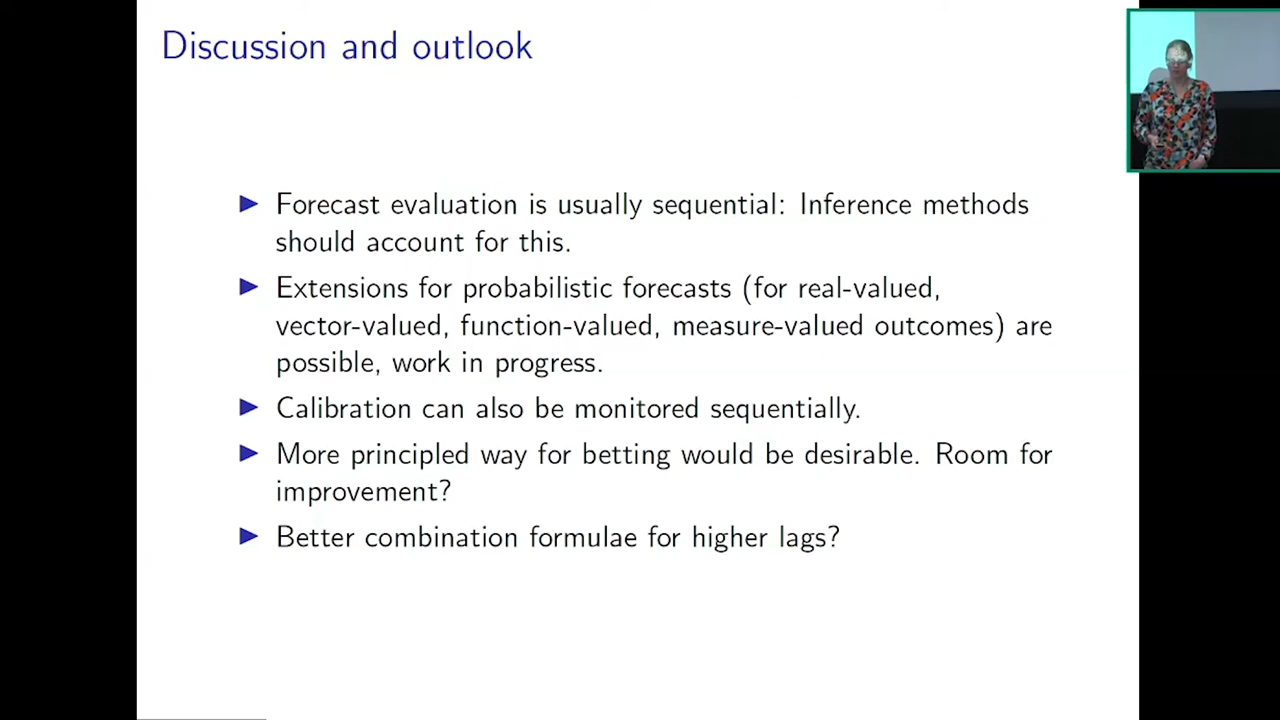 Discussion and outlook
Forecast evaluation is usually sequential: Inference methods
should account for this.
Extensions for probabilistic forecasts (for real-valued,
vector-valued, function-valued, measure-valued outcomes) are
possible, work in progress.
Calibration can also be monitored sequentially.
More principled way for betting would be desirable. Room for
improvement?
Better combination formulae for higher lags?